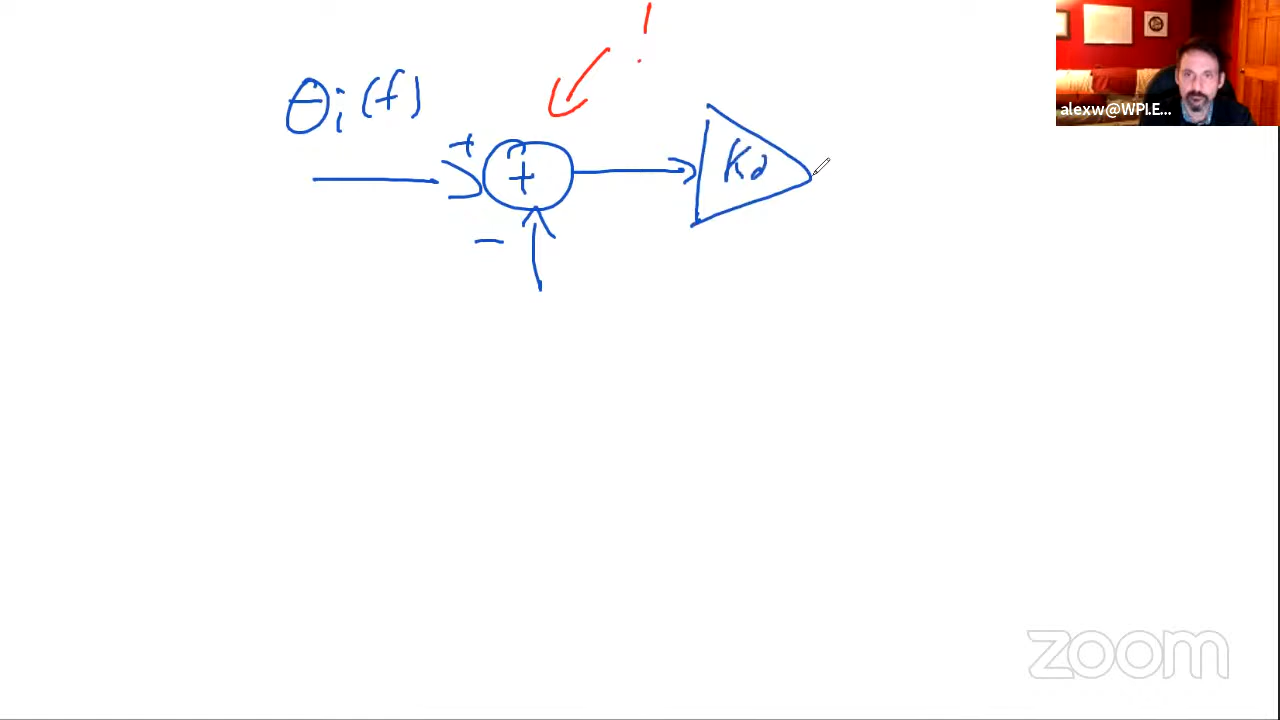 !
θi(f)
+
+
Kd
−
alexw@WPI.E...
zoom